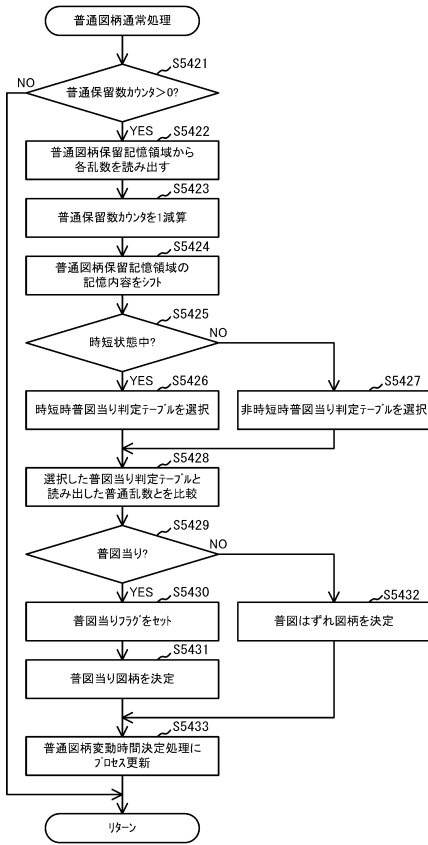 普通図柄通常処理
S5421
NO
普通保留数カウンタ>0?
YES
S5422
普通図柄保留記憶領域から
各乱数を読み出す
S5423
普通保留数カウンタを1減算
S5424
普通図柄保留記憶領域の
記憶内容をシフト
S5425
時短状態中?
NO
YES
S5426
S5427
時短時普図当り判定テーブルを選択
非時短時普図当り判定テーブルを選択
S5428
選択した普図当り判定テーブルと
読み出した普通乱数とを比較
S5429
普図当り?
NO
YES
S5430
S5432
普図当りフラグをセット
普図はずれ図柄を決定
S5431
普図当り図柄を決定
S5433
普通図柄変動時間決定処理に
プロセス更新
リターン